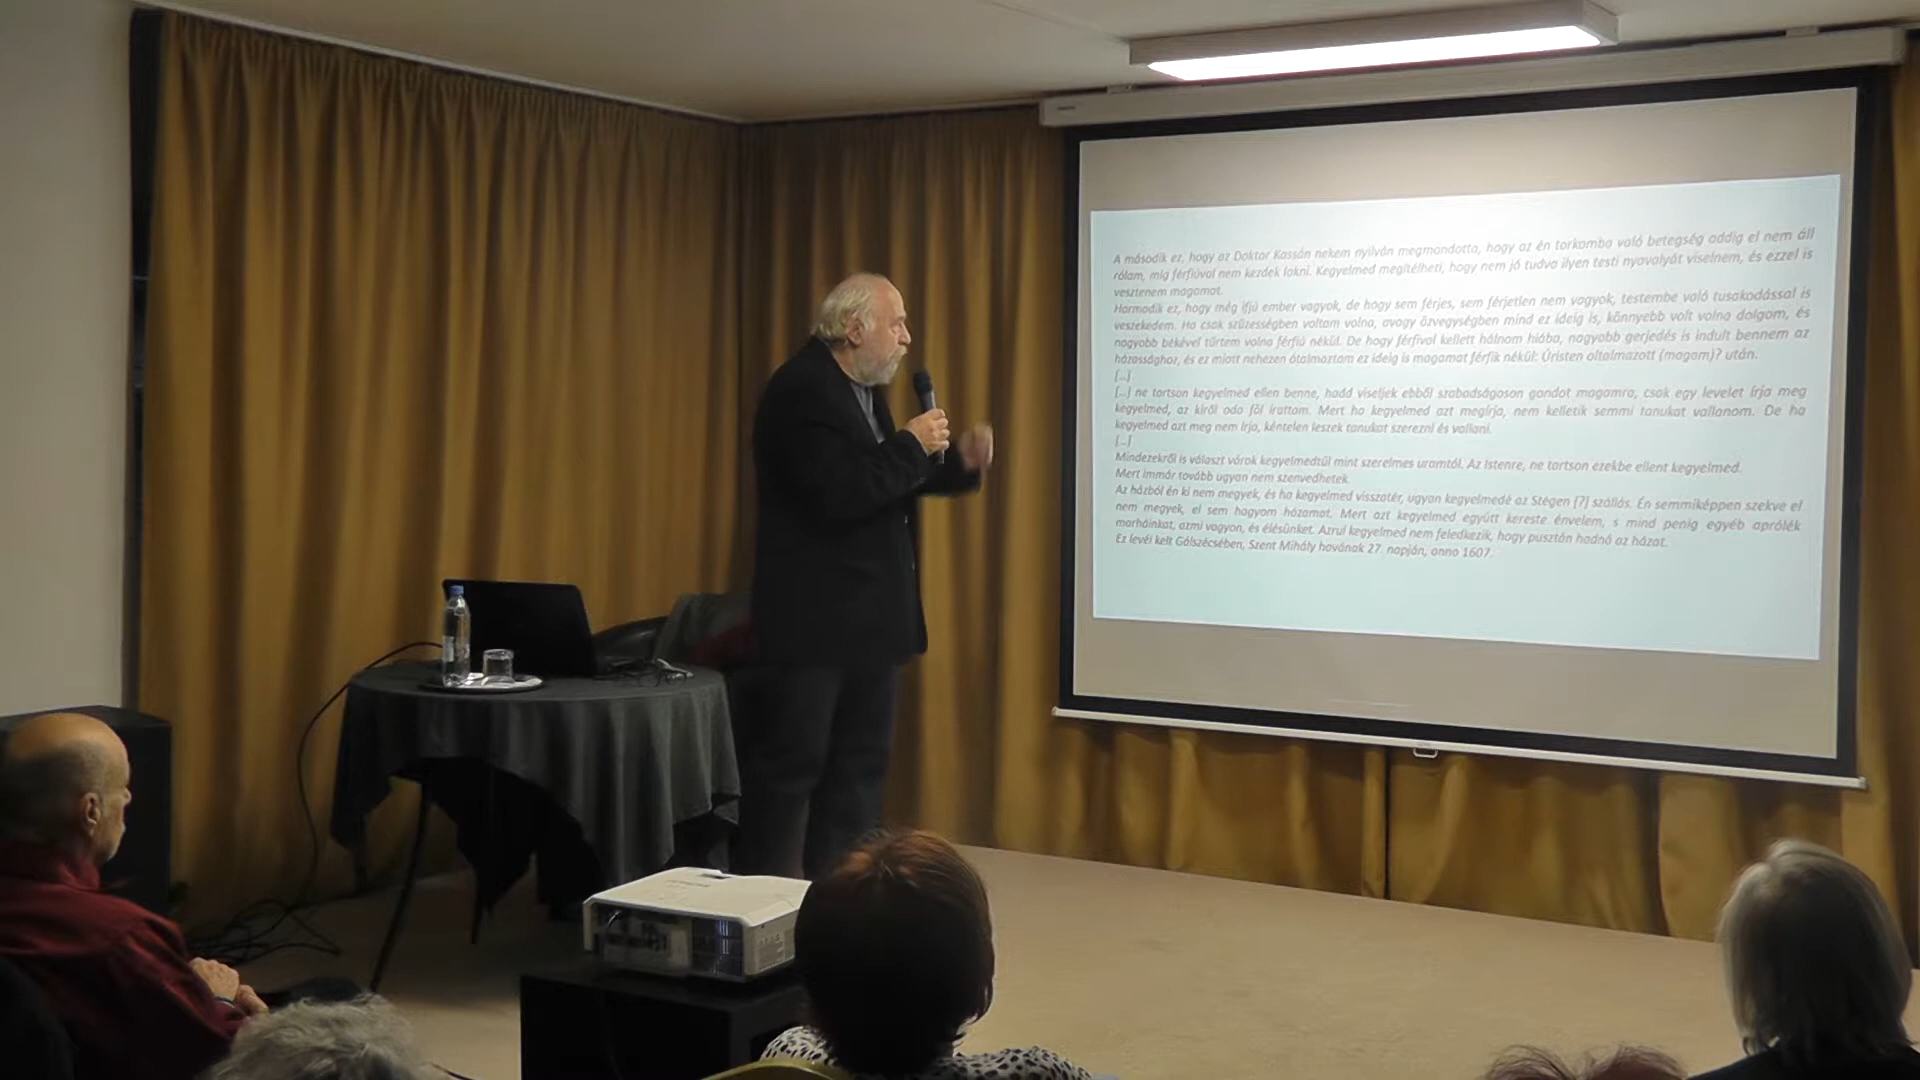 A második ez, hogy az Doktor Kassán nekem nyilván megmondotta, hogy az én torkomba való betegség addig el nem áll
rólam, míg férfiúval nem kezdek lakni. Kegyelmed megítélheti, hogy nem jó tudva ilyen testi nyavalyát viselnem, és ezzel is
vesztenem magamat.
Harmadik ez, hogy még ifjú ember vagyok, de hogy sem férjes, sem férjetlen nem vagyok, testembe való tusakodással is
veszekedem. Ha csak szűzességben voltam volna, avagy özvegységben mind ez ideig is, könnyebb volt volna dolgom, és
nagyobb békével tűrtem volna férfiú nékül. De hogy férfival kellett hálnom hiába, nagyobb gerjedés is indult bennem az
házassághoz, és ez miatt nehezen ótalmaztam ez ideig is magamat férfik nékül: Úristen oltalmazott (magam)? után.
[...]
[...] ne tartson kegyelmed ellen benne, hadd viseljek ebből szabadságoson gondot magamra, csak egy levelet írja meg
kegyelmed, az kiről oda föl írattam. Mert ha kegyelmed azt megírja, nem kelletik semmi tanukat vallanom. De ha
kegyelmed azt meg nem írja, kéntelen leszek tanukat szerezni és vallani.
[...]
Mindezekről is választ várok kegyelmedtűl mint szerelmes uramtól. Az Istenre, ne tartson ezekbe ellent kegyelmed.
Mert immár tovább ugyan nem szenvedhetek.
Az házból én ki nem megyek, és ha kegyelmed visszatér, ugyan kegyelmedé az Stégen [?] szállás. Én semmiképpen szekve el
nem megyek, el sem hagyom házamat. Mert azt kegyelmed együtt kereste énvelem, s mind penig egyéb aprólék
marháinkat, azmi vagyon, és élésünket. Azrul kegyelmed nem feledkezik, hogy pusztán hadná az házat.
Ez levél kelt Gálszécsében, Szent Mihály havának 27. napján, anno 1607.